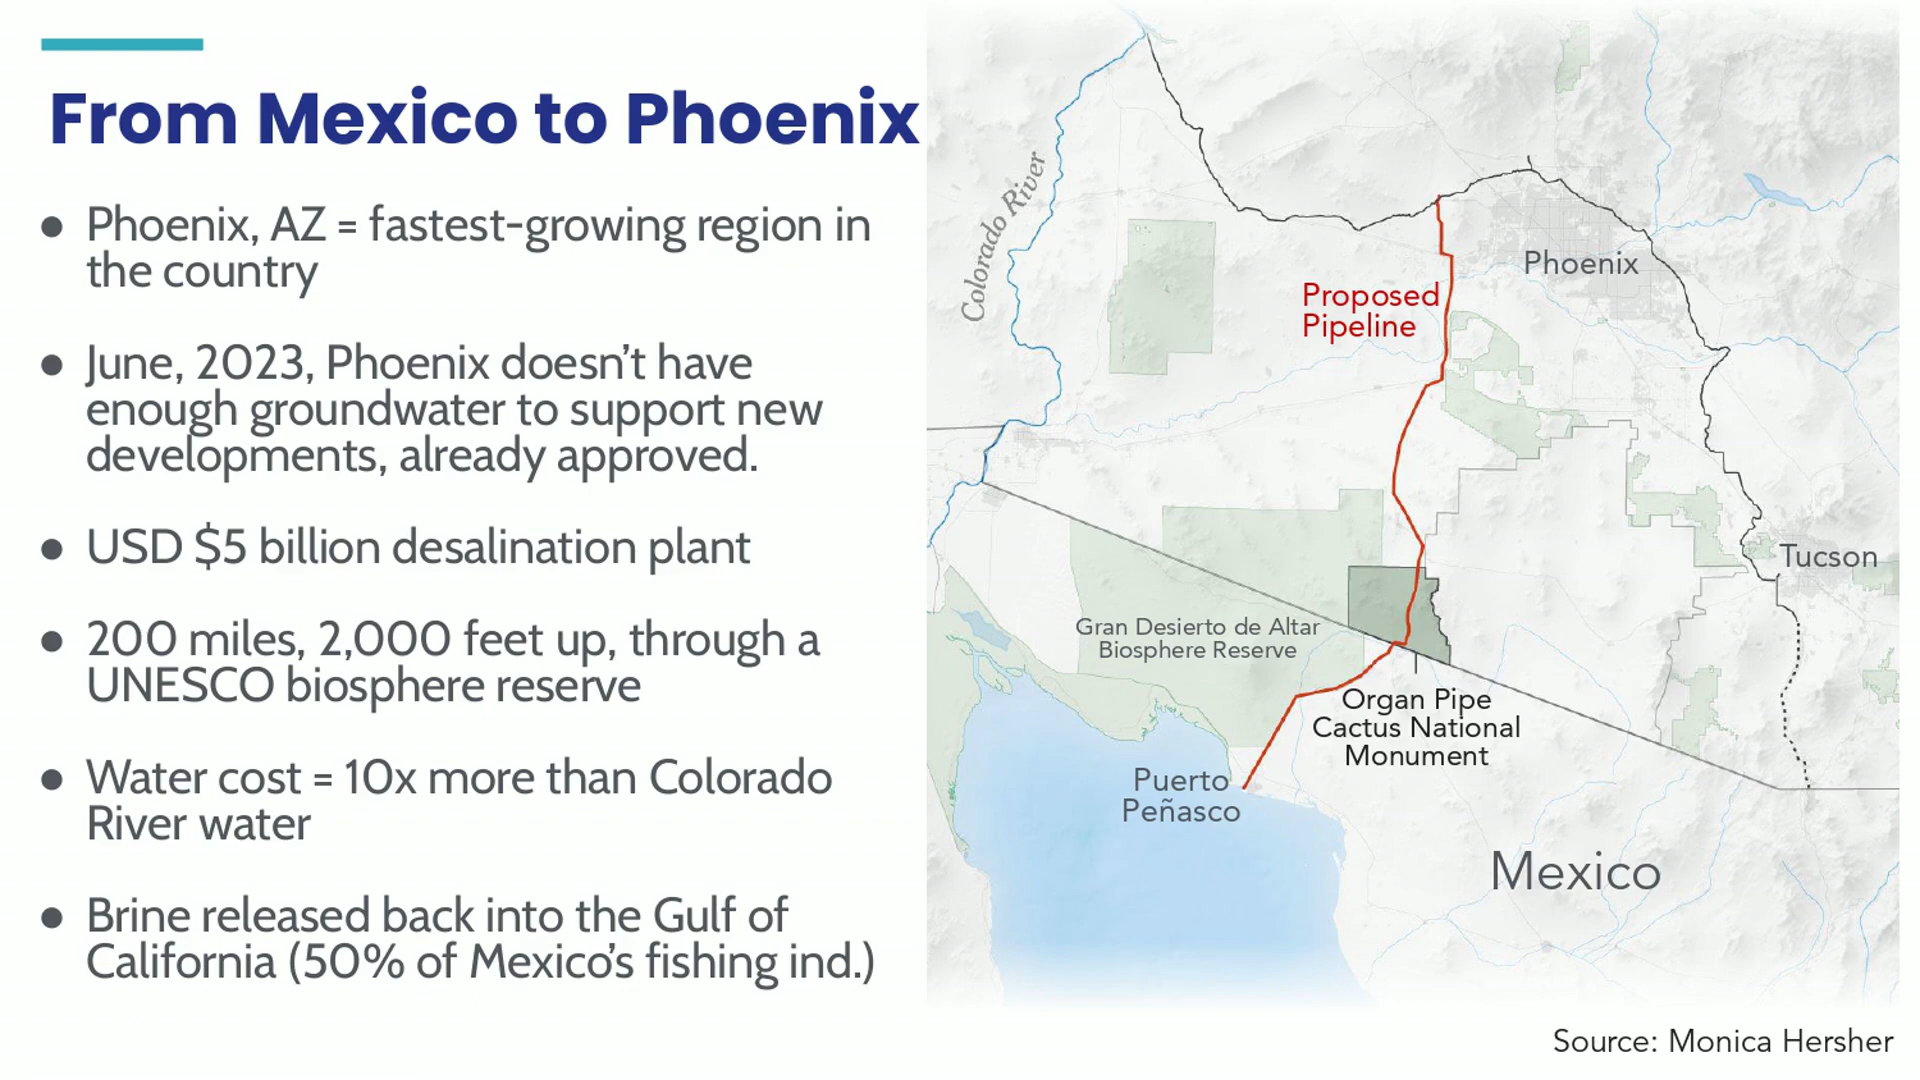 From Mexico to Phoenix
● Phoenix, AZ = fastest-growing region in
the country
● June, 2023, Phoenix doesn’t have
enough groundwater to support new
developments, already approved.
● USD $5 billion desalination plant
● 200 miles, 2,000 feet up, through a
UNESCO biosphere reserve
● Water cost = 10x more than Colorado
River water
● Brine released back into the Gulf of
California (50% of Mexico’s fishing ind.)
Colorado River
Phoenix
Proposed
Pipeline
Tucson
Gran Desierto de Altar
Biosphere Reserve
Organ Pipe
Cactus National
Monument
Puerto
Peñasco
Mexico
Source: Monica Hersher